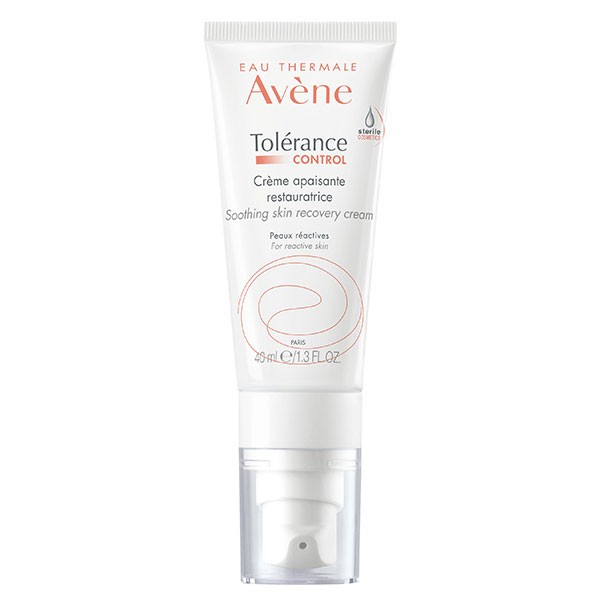 EAU THERMALE
Avène
sterile
COSMETICS
Tolérance
CONTROL
Crème apaisante
restauratrice
Soothing skin recovery cream
Peaux réactives
For reactive skin
PARIS
40 ml ℮/1.3 FL.OZ.